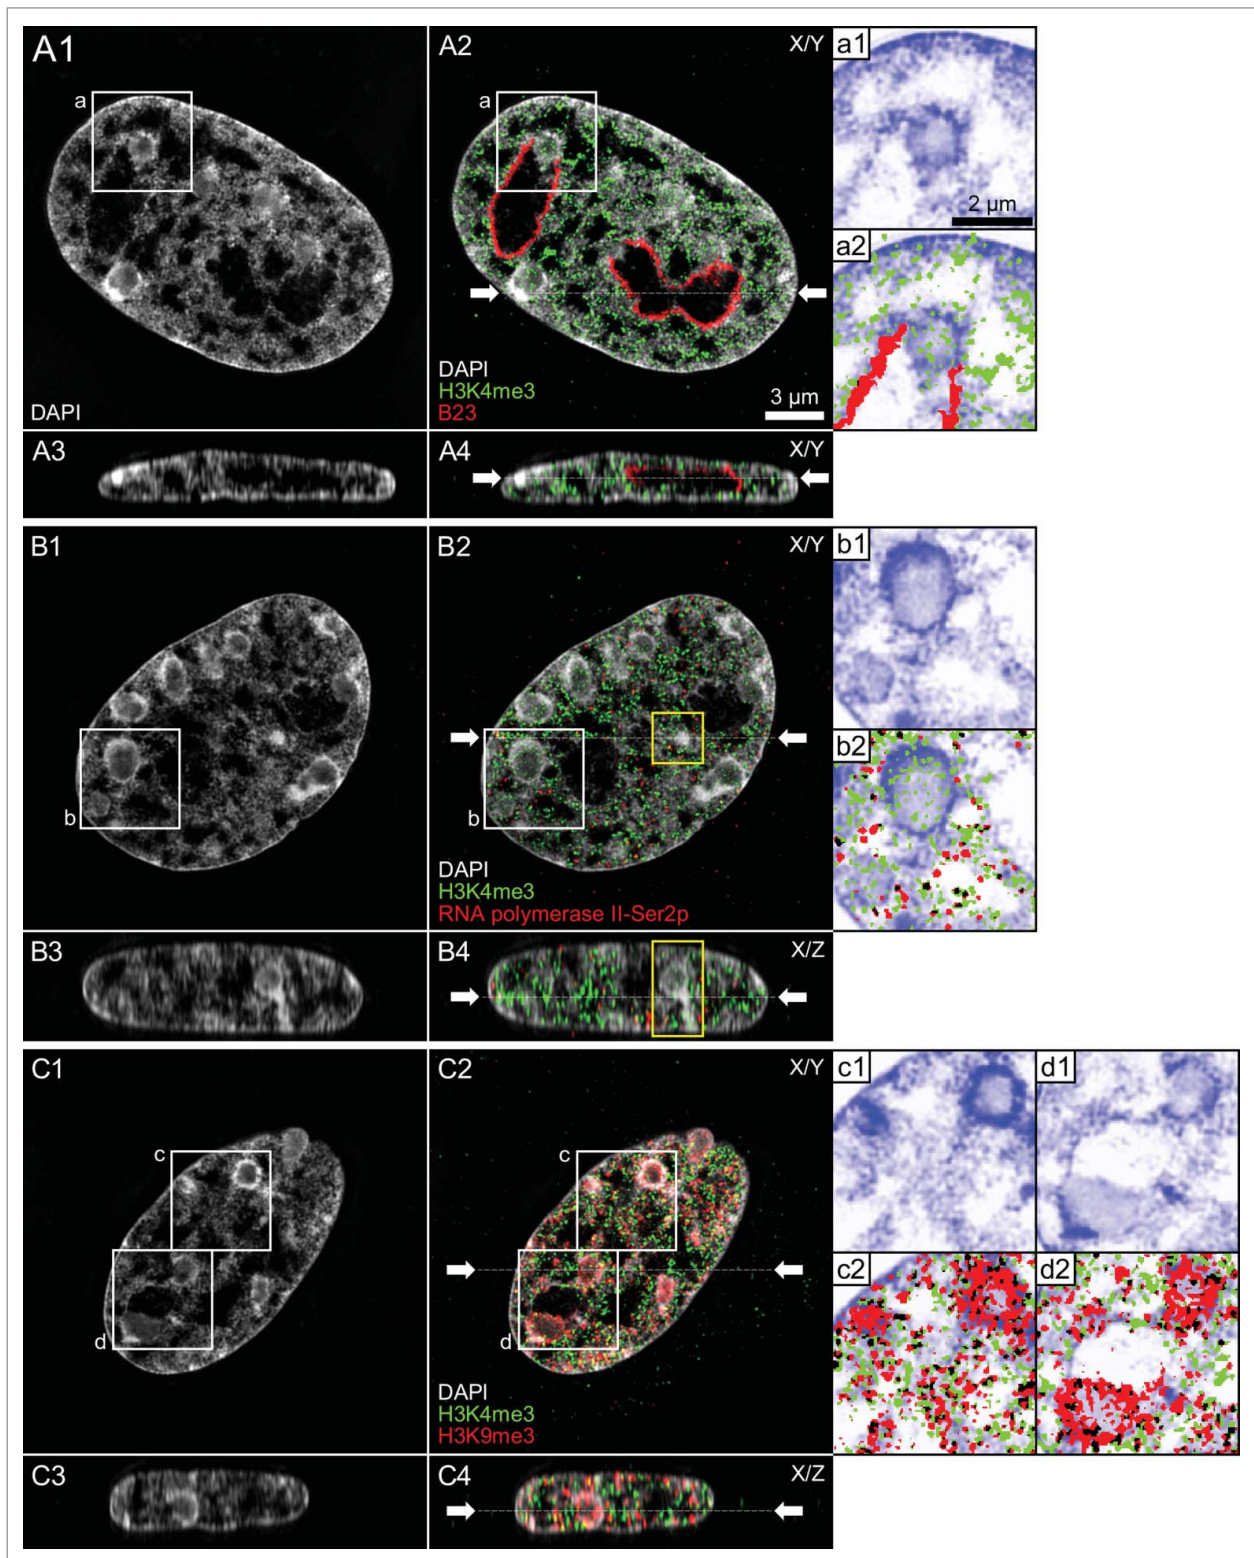 A1
a
DAPI
A2
X/Y
a
DAPI
H3K4me3
B23
3 µm
a1
2 µm
a2
A3
A4
X/Y
B1
b
B2
X/Y
b
DAPI
H3K4me3
RNA polymerase II-Ser2p
b1
b2
B3
B4
X/Z
C1
c
d
C2
X/Y
c
d
DAPI
H3K4me3
H3K9me3
c1
d1
c2
d2
C3
C4
X/Z